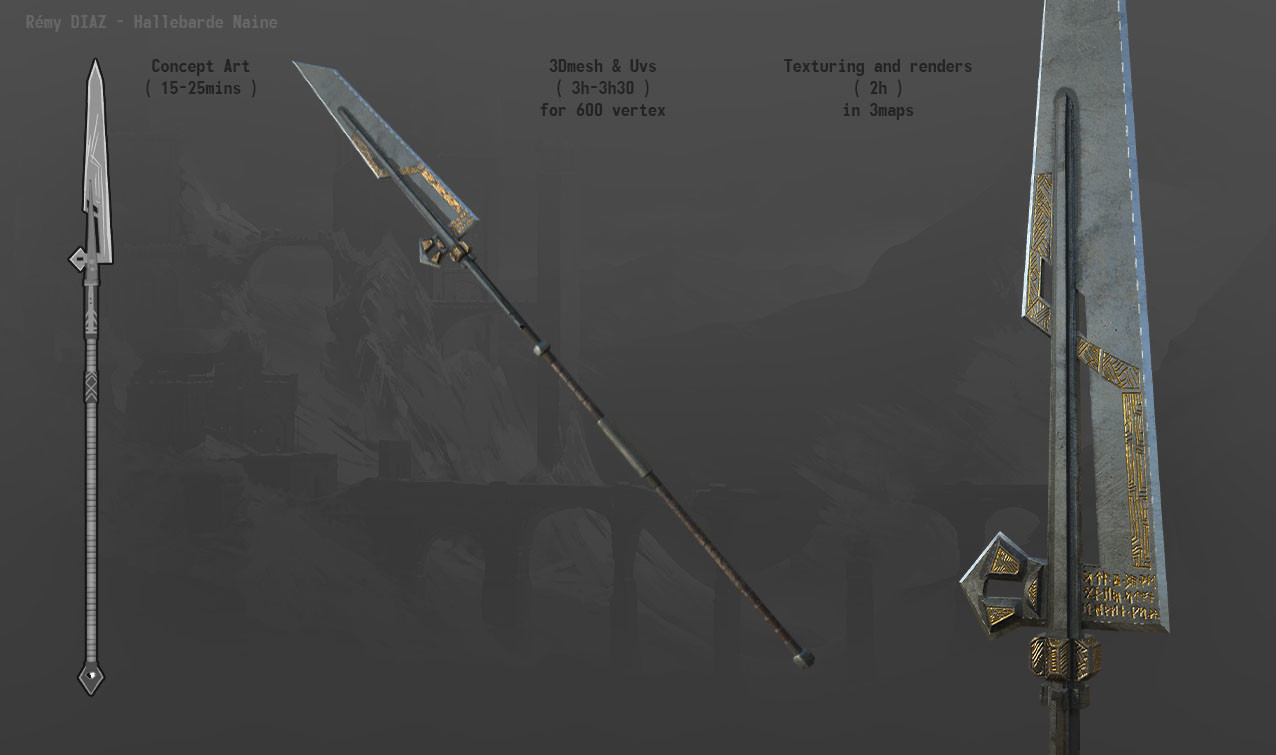 Rémy DIAZ - Hallebarde Naine
Concept Art
( 15-25mins )
3Dmesh & Uvs
( 3h-3h30 )
for 600 vertex
Texturing and renders
( 2h )
in 3maps